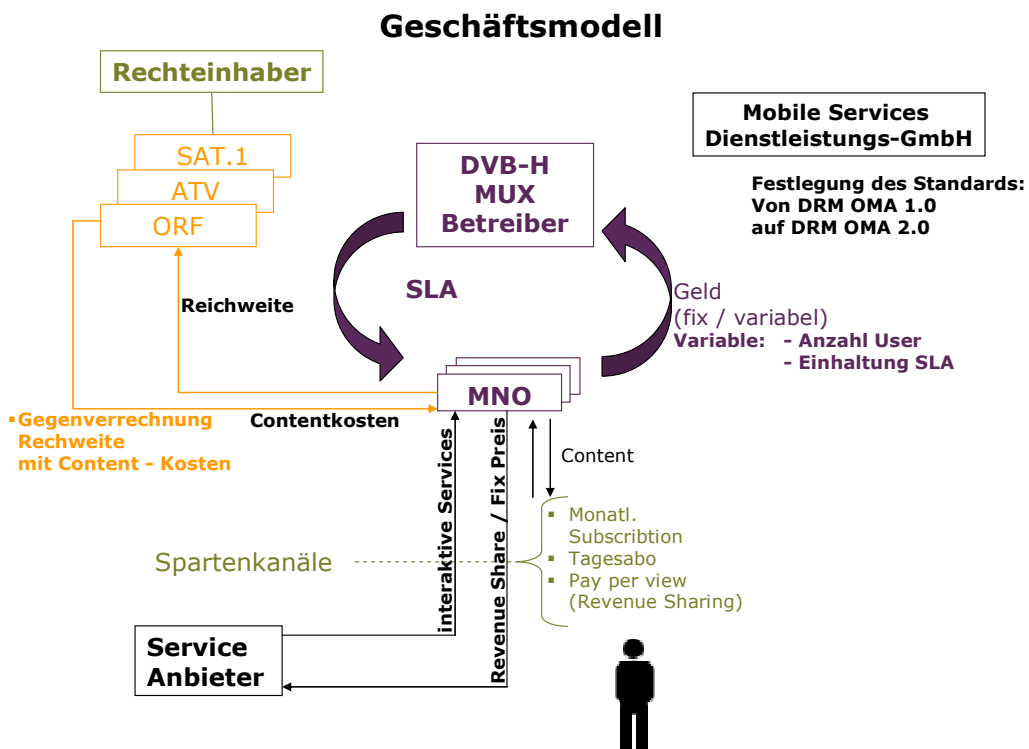 Geschäftsmodell
Rechteinhaber
SAT.1
ATV
ORF
DVB-H
MUX
Betreiber
Mobile Services
Dienstleistungs-GmbH
Festlegung des Standards:
Von DRM OMA 1.0
auf DRM OMA 2.0
Reichweite
SLA
Geld
(fix / variabel)
Variable: - Anzahl User
- Einhaltung SLA
MNO
▪Gegenverrechnung
Rechweite
mit Content - Kosten
Contentkosten
interaktive Services
Revenue Share / Fix Preis
Content
▪ Monatl.
Subscribtion
▪ Tagesabo
▪ Pay per view
(Revenue Sharing)
Spartenkanäle
Service
Anbieter